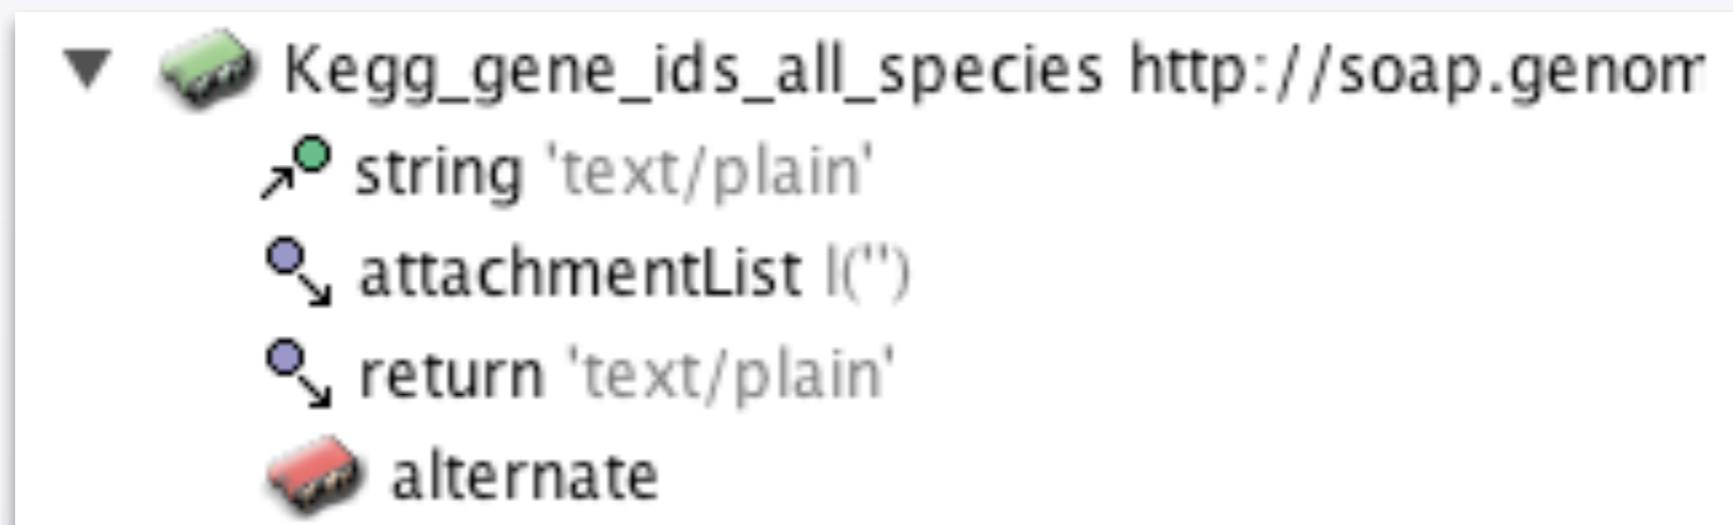 Kegg_gene_ids_all_species http://soap.genom
string 'text/plain'
attachmentList l('')
return 'text/plain'
alternate